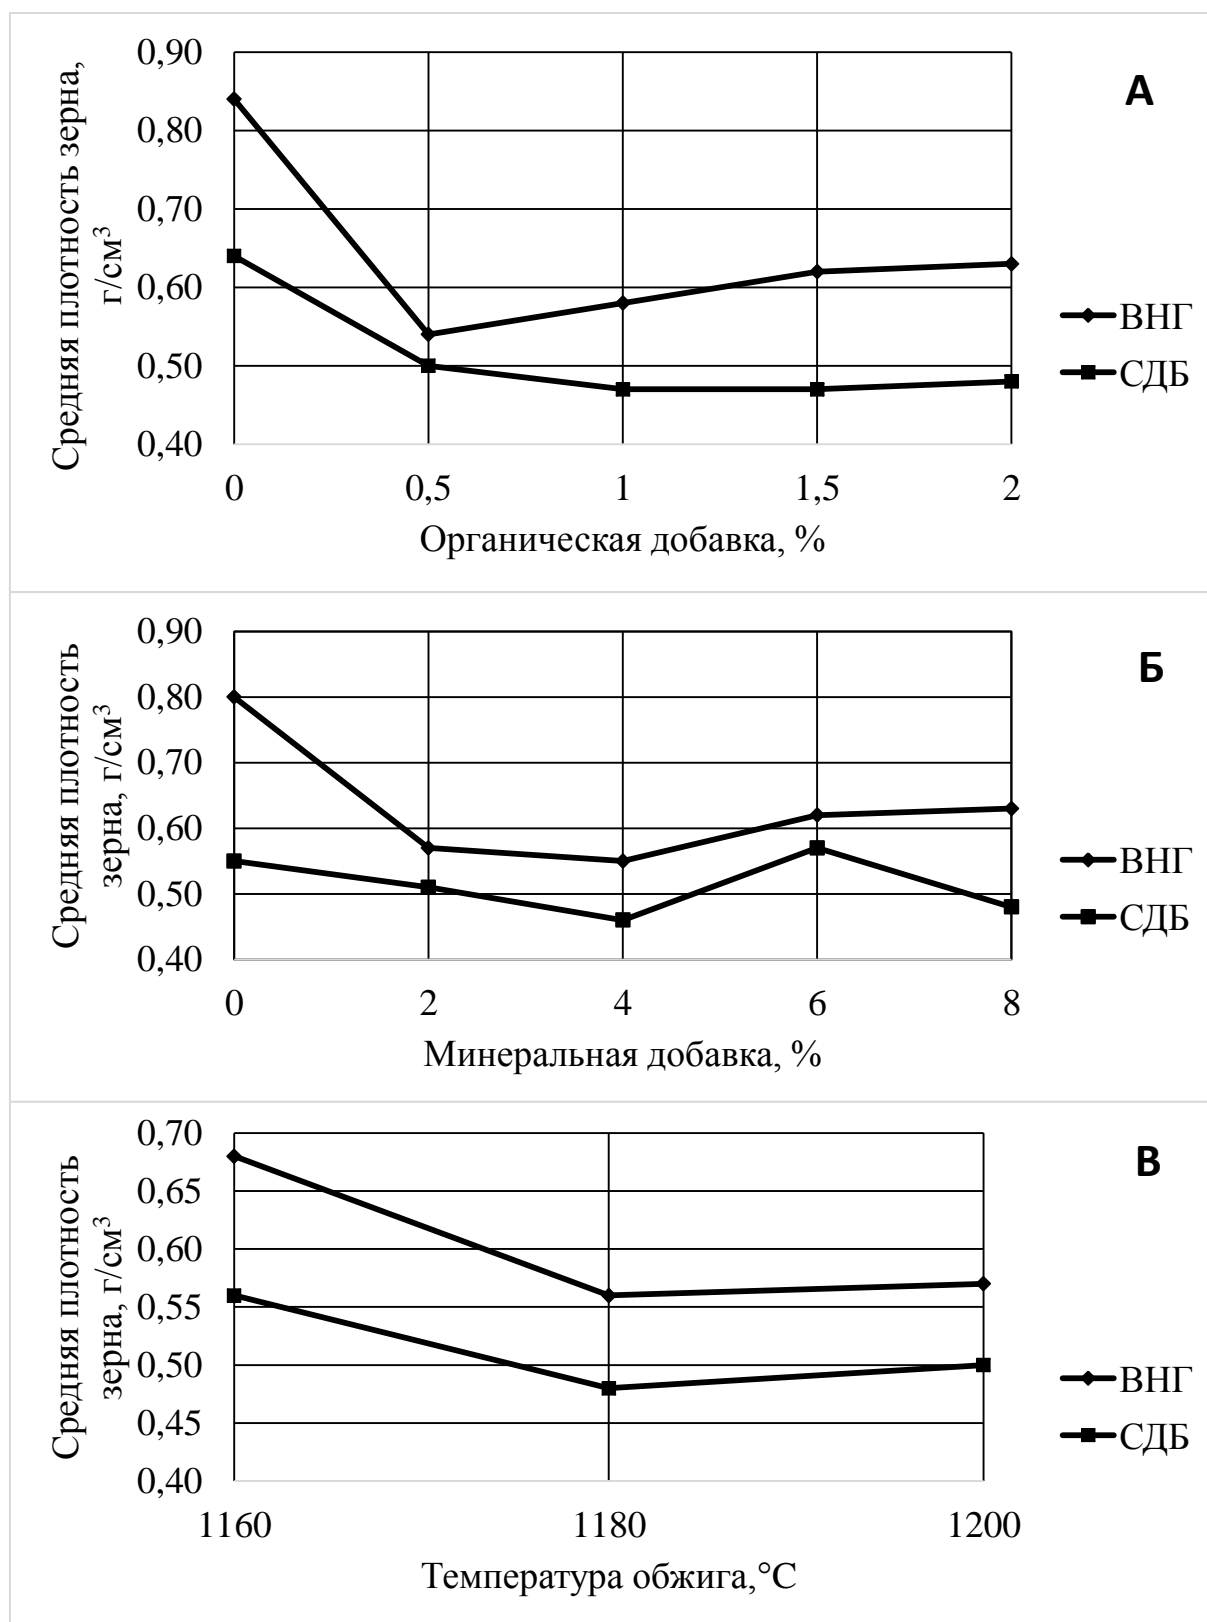 0,90
0,80
0,70
0,60
0,50
0,40
Средняя плотность зерна,
г/см³
0
0,5
1
1,5
2
Органическая добавка, %
А
ВНГ
СДБ
0,90
0,80
0,70
0,60
0,50
0,40
Средняя плотность
зерна, г/см³
0
2
4
6
8
Минеральная добавка, %
Б
ВНГ
СДБ
0,70
0,65
0,60
0,55
0,50
0,45
0,40
Средняя плотность
зерна, г/см³
1160
1180
1200
Температура обжига,°С
В
ВНГ
СДБ